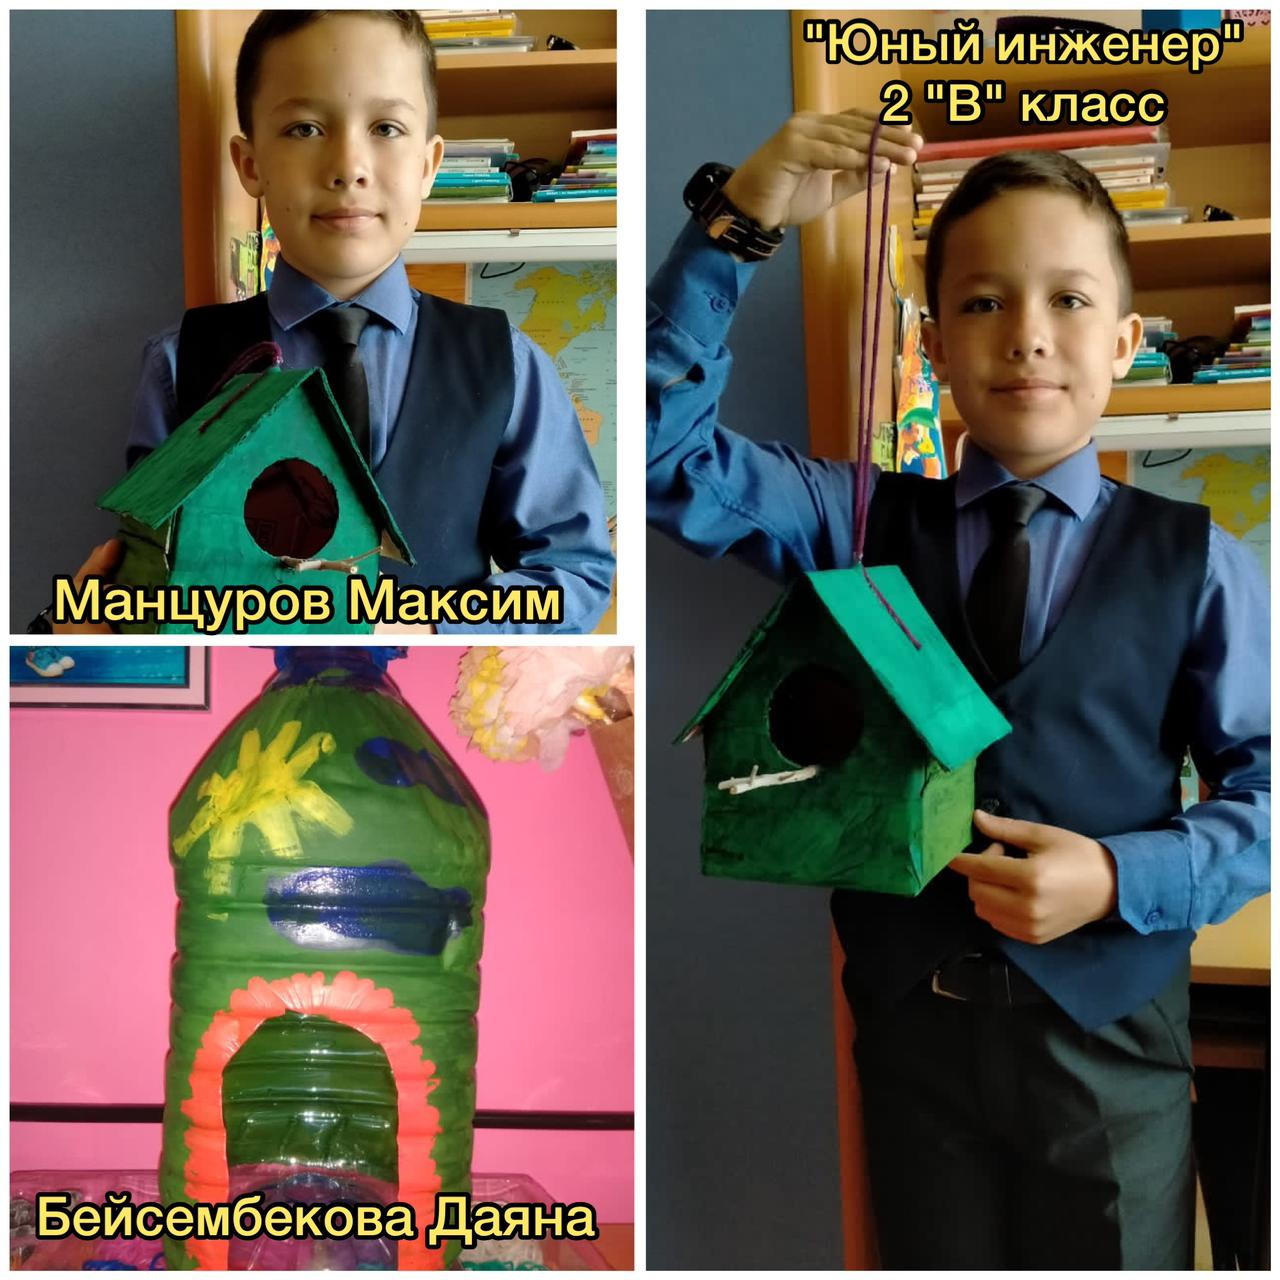 "Юный инженер"
2 "В" класс
Манцуров Максим
Бейсембекова Даяна